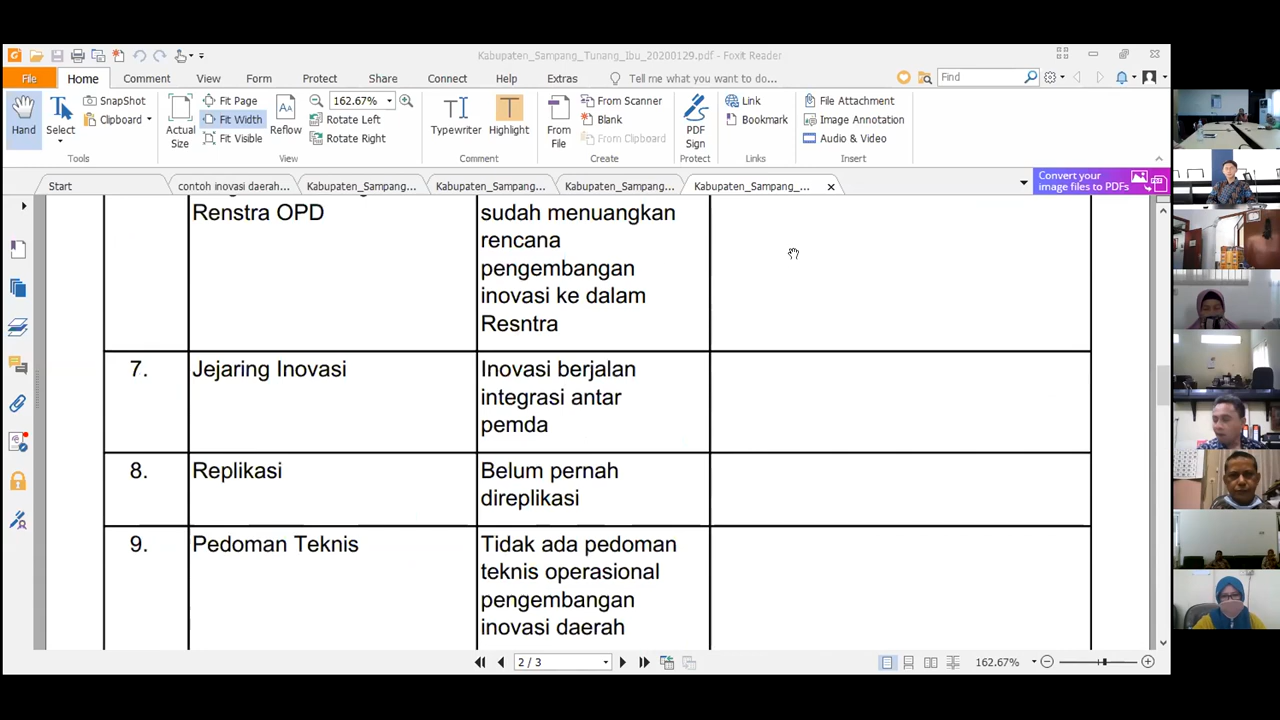 Kabupaten_Sampang_Tunang_Ibu_20200129.pdf - Foxit Reader
File Home Comment View Form Protect Share Connect Help Extras Tell me what you want to do... Find
Hand
Select
SnapShot
Clipboard
Tools
Actual Size
Fit Page
Fit Width
Fit Visible
Reflow
162.67%
Rotate Left
Rotate Right
View
Typewriter
Highlight
Comment
From File
From Scanner
Blank
From Clipboard
Create
PDF Sign
Protect
Link
Bookmark
Links
File Attachment
Image Annotation
Audio & Video
Insert
Start contoh inovasi daerah... Kabupaten_Sampang... Kabupaten_Sampang... Kabupaten_Sampang... Kabupaten_Sampang_...
Convert your
image files to PDFs
Renstra OPD
sudah menuangkan
rencana
pengembangan
inovasi ke dalam
Resntra
7. Jejaring Inovasi
Inovasi berjalan
integrasi antar
pemda
8. Replikasi
Belum pernah
direplikasi
9. Pedoman Teknis
Tidak ada pedoman
teknis operasional
pengembangan
inovasi daerah
2 / 3
162.67%